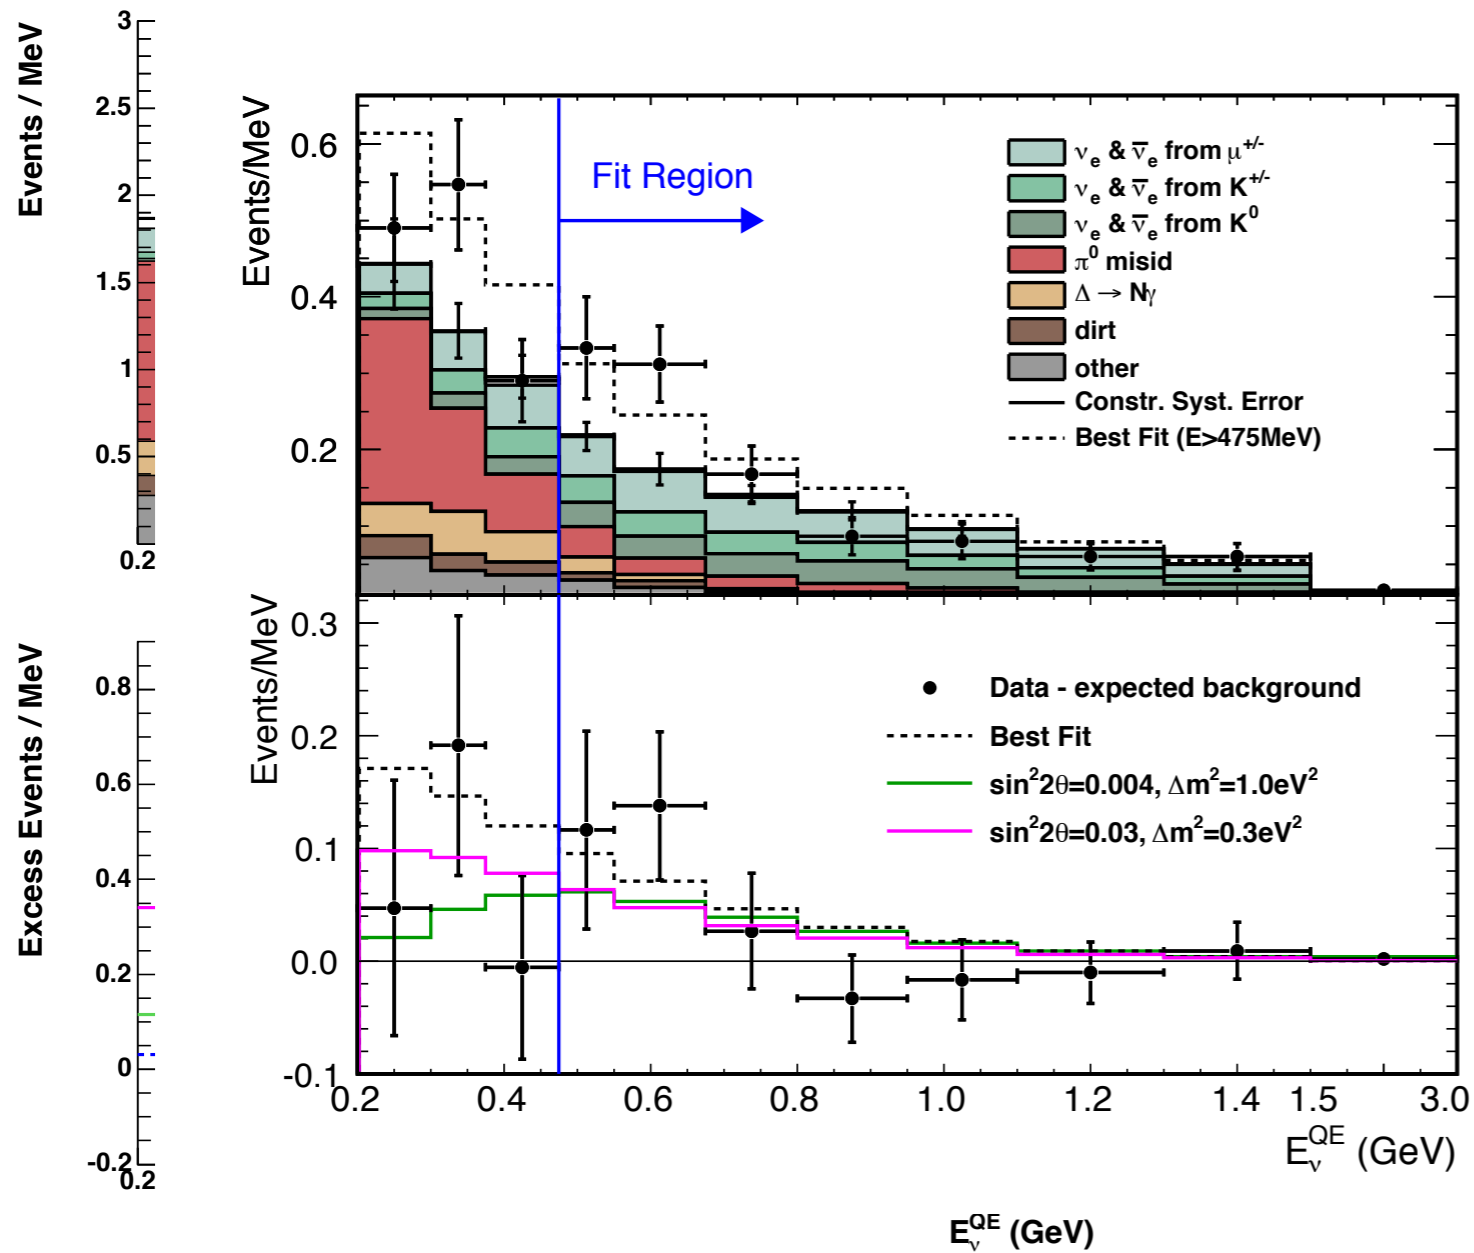 Events / MeV
3
2.5
2
1.5
1
0.5
0.2
Events/MeV
0.6
0.4
0.2
Fit Region
νe & ν̅e from μ+/-
νe & ν̅e from K+/-
νe & ν̅e from K0
π0 misid
Δ → Nγ
dirt
other
Constr. Syst. Error
Best Fit (E>475MeV)
Excess Events / MeV
0.8
0.6
0.4
0.2
0
-0.2
0.2
Events/MeV
0.3
0.2
0.1
0.0
-0.1
Data - expected background
Best Fit
sin²2θ=0.004, Δm²=1.0eV²
sin²2θ=0.03, Δm²=0.3eV²
0.2 0.4 0.6 0.8 1.0 1.2 1.4 1.5 3.0
EνQE (GeV)
EνQE (GeV)